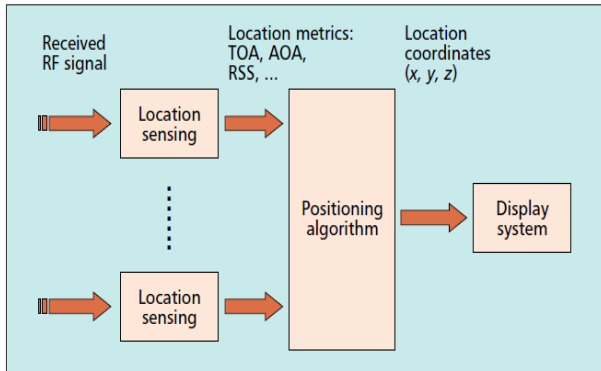 Received
RF signal
Location metrics:
TOA, AOA,
RSS, ...
Location
coordinates
(x, y, z)
Location
sensing
Positioning
algorithm
Display
system
Location
sensing